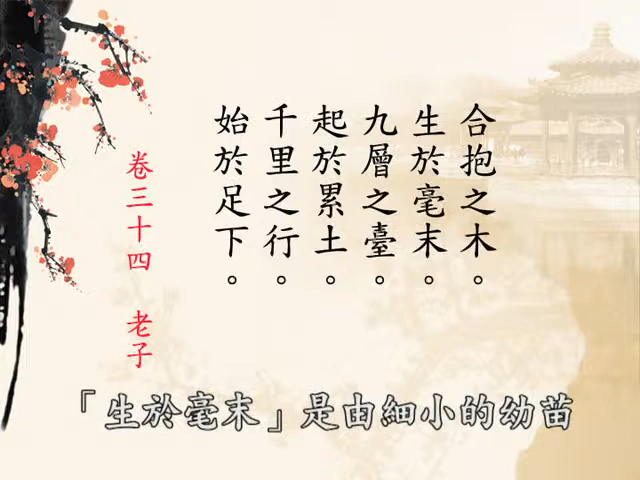 合抱之木。
生於毫末。
九層之臺
起於累土。
千里之行。
始於足下。
卷三十四 老子
「生於毫末」是由細小的幼苗